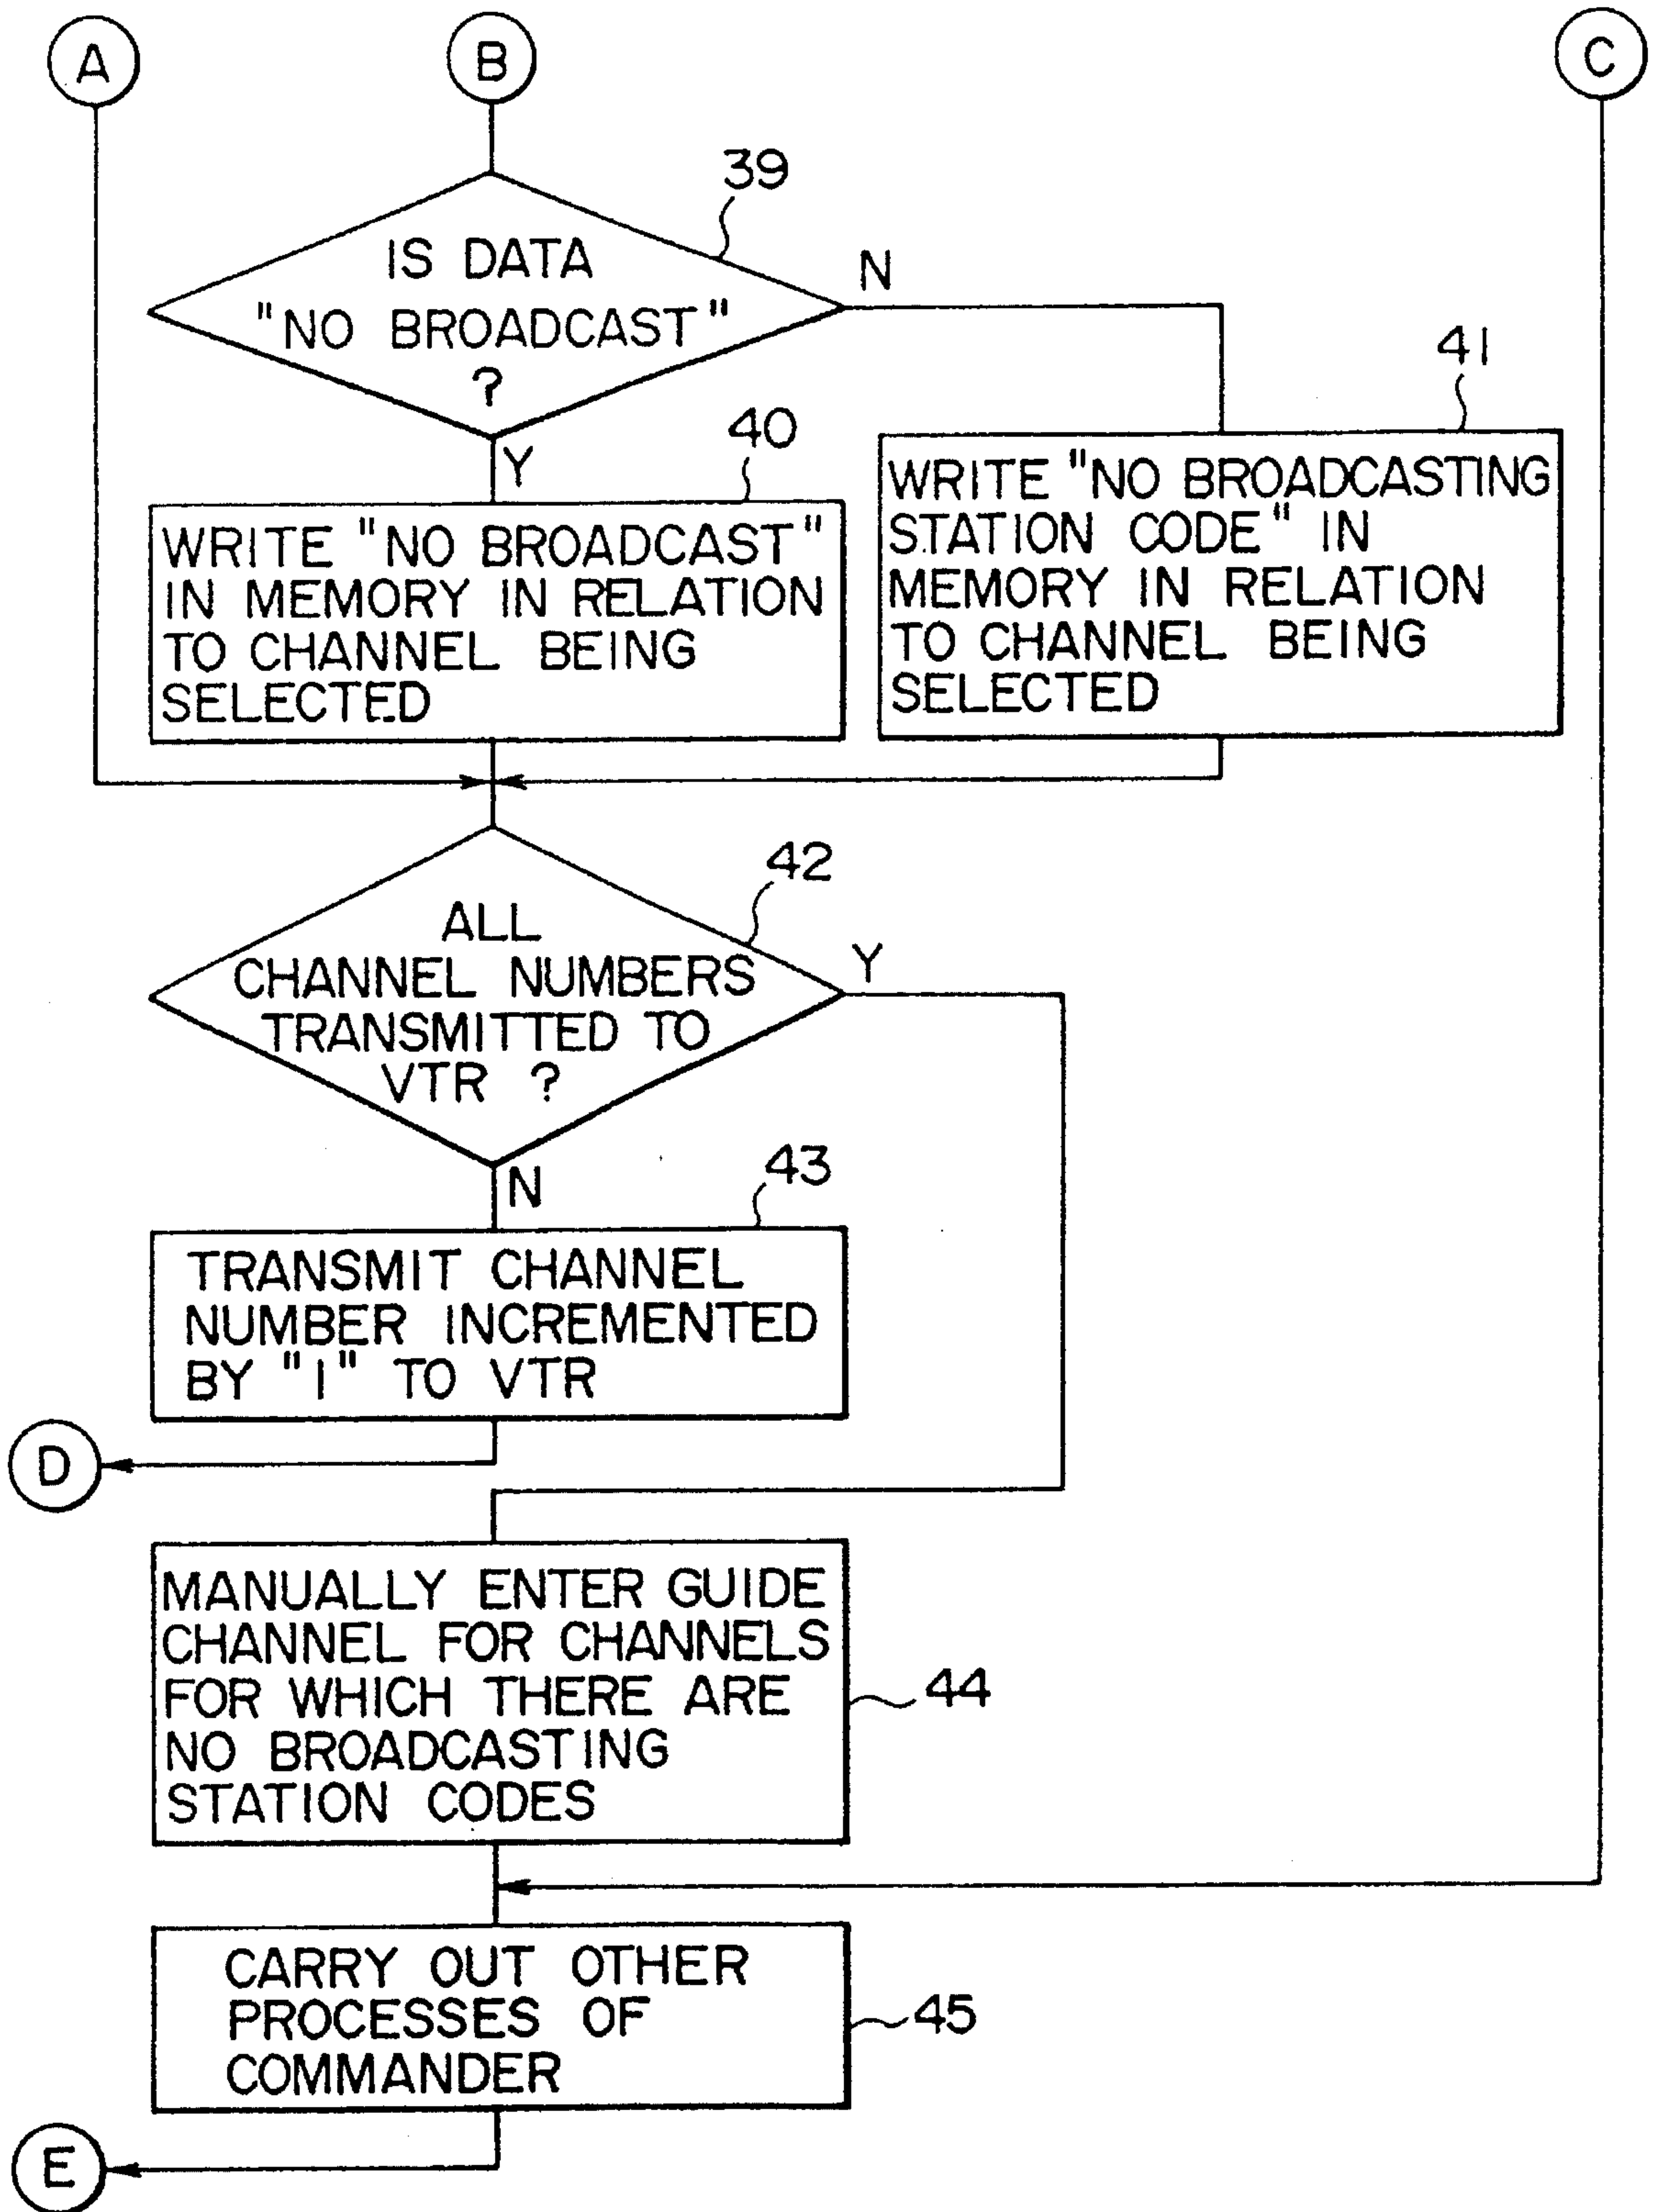 A
B
C
39
IS DATA
"NO BROADCAST"
?
N
Y
40
WRITE "NO BROADCAST"
IN MEMORY IN RELATION
TO CHANNEL BEING
SELECTED
41
WRITE "NO BROADCASTING
STATION CODE" IN
MEMORY IN RELATION
TO CHANNEL BEING
SELECTED
42
ALL
CHANNEL NUMBERS
TRANSMITTED TO
VTR ?
Y
N
43
TRANSMIT CHANNEL
NUMBER INCREMENTED
BY "1" TO VTR
D
MANUALLY ENTER GUIDE
CHANNEL FOR CHANNELS
FOR WHICH THERE ARE
NO BROADCASTING
STATION CODES
44
CARRY OUT OTHER
PROCESSES OF
COMMANDER
45
E